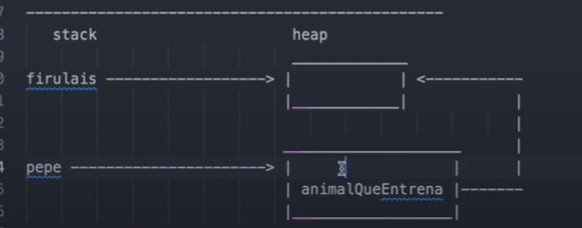 stack heap
firulais
pepe
animalQueEntrena